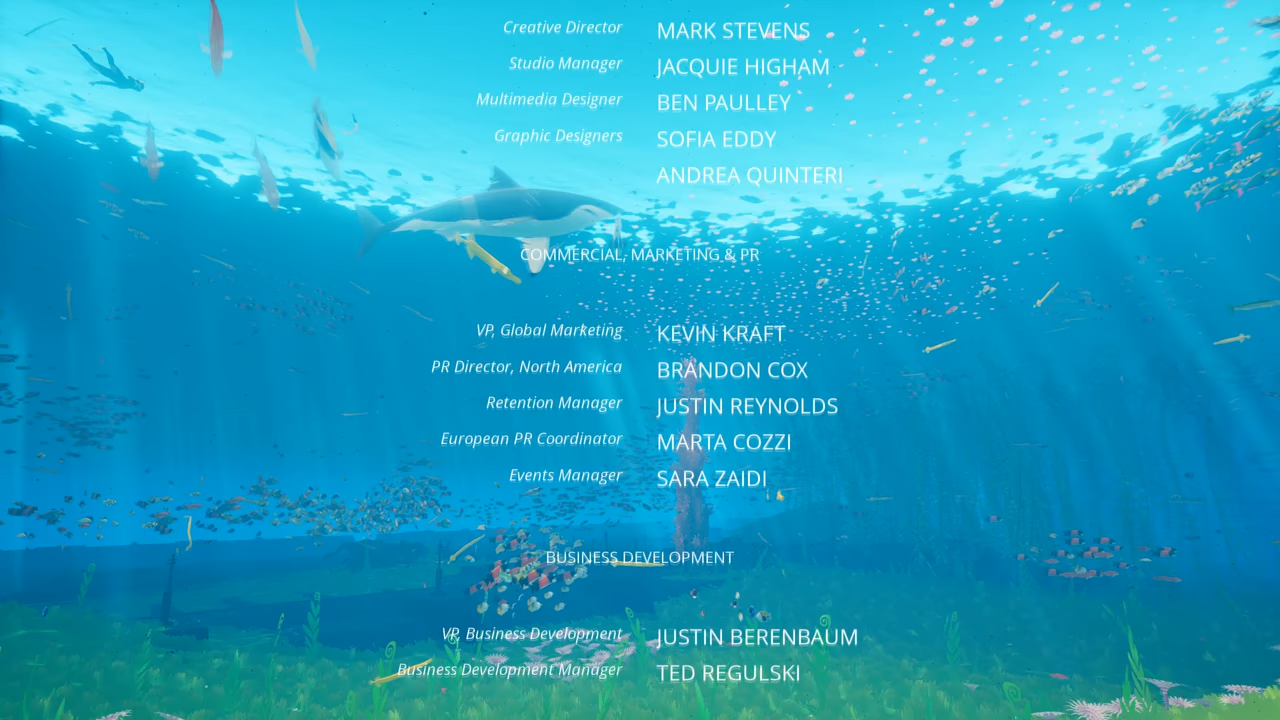 Creative Director MARK STEVENS
Studio Manager JACQUIE HIGHAM
Multimedia Designer BEN PAULLEY
Graphic Designers SOFIA EDDY
ANDREA QUINTERI
COMMERCIAL, MARKETING & PR
VP, Global Marketing KEVIN KRAFT
PR Director, North America BRANDON COX
Retention Manager JUSTIN REYNOLDS
European PR Coordinator MARTA COZZI
Events Manager SARA ZAIDI
BUSINESS DEVELOPMENT
VP, Business Development JUSTIN BERENBAUM
Business Development Manager TED REGULSKI